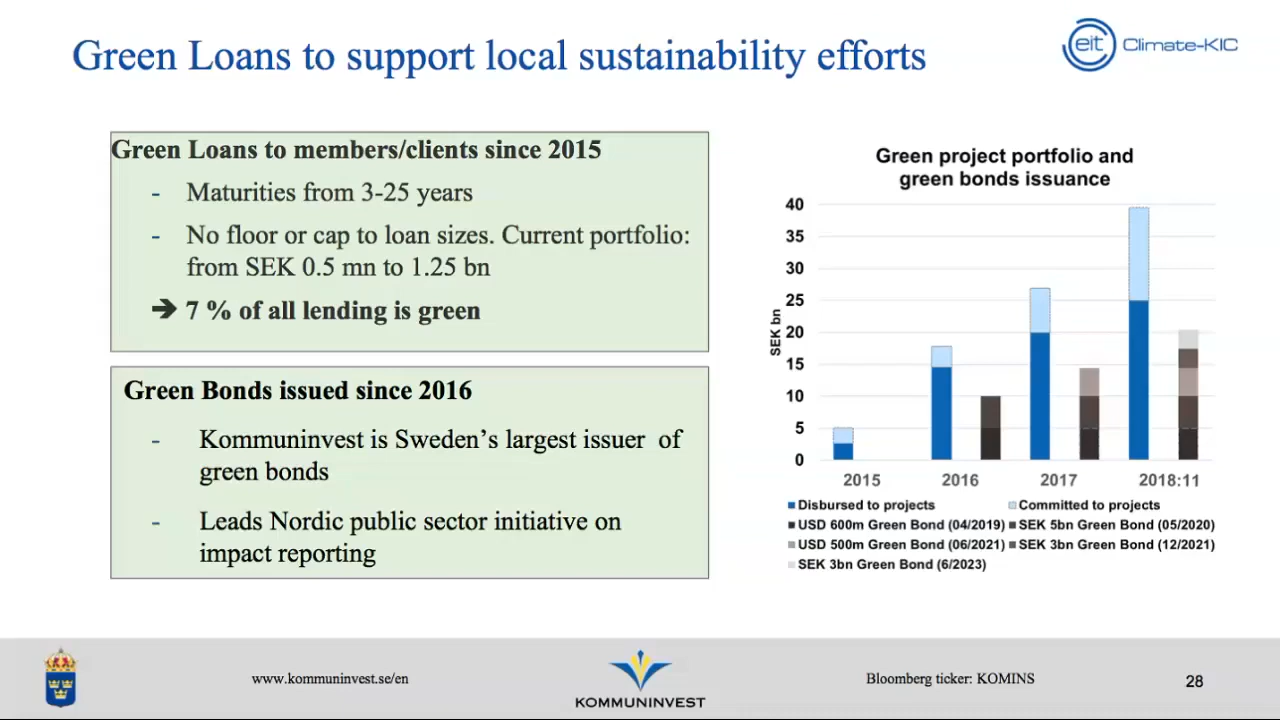 Green Loans to support local sustainability efforts
eit Climate-KIC
Green Loans to members/clients since 2015
- Maturities from 3-25 years
- No floor or cap to loan sizes. Current portfolio:
from SEK 0.5 mn to 1.25 bn
➔ 7 % of all lending is green
Green Bonds issued since 2016
- Kommuninvest is Sweden’s largest issuer of
green bonds
- Leads Nordic public sector initiative on
impact reporting
Green project portfolio and
green bonds issuance
40
35
30
25
20
15
10
5
0
SEK bn
2015 2016 2017 2018:11
Disbursed to projects Committed to projects
USD 600m Green Bond (04/2019) SEK 5bn Green Bond (05/2020)
USD 500m Green Bond (06/2021) SEK 3bn Green Bond (12/2021)
SEK 3bn Green Bond (6/2023)
www.kommuninvest.se/en
KOMMUNINVEST
Bloomberg ticker: KOMINS
28